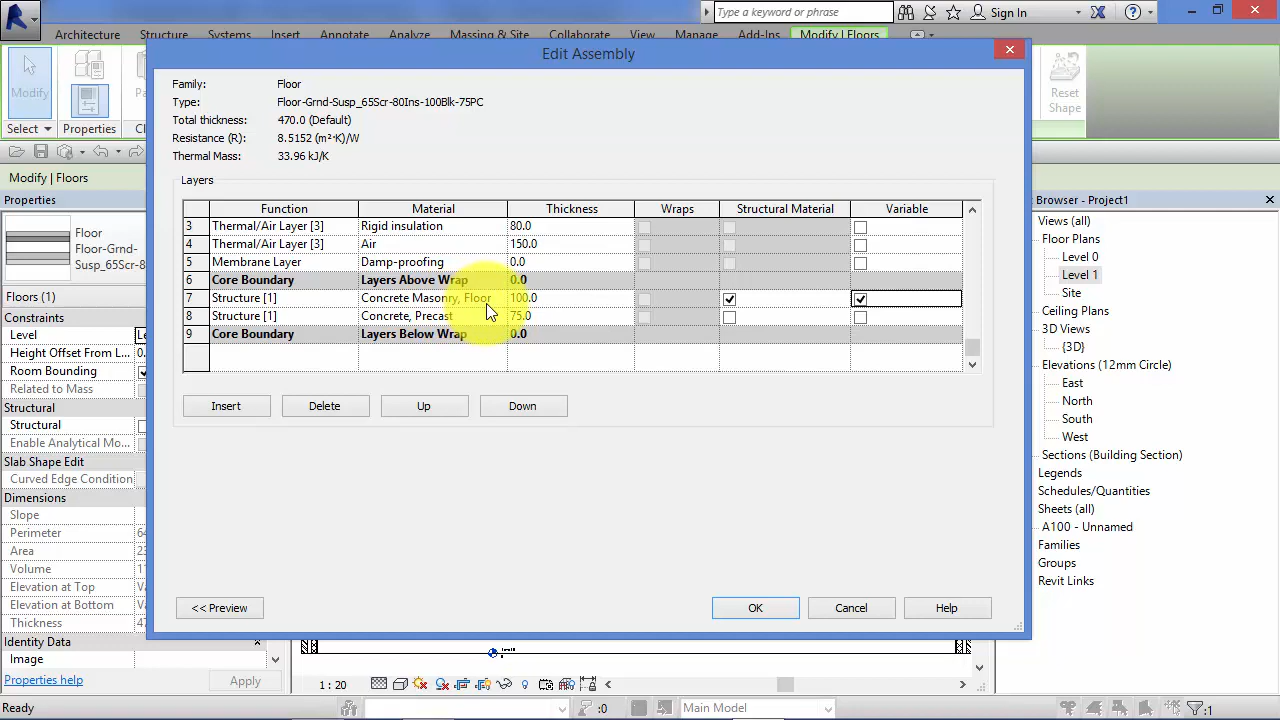 Type a keyword or phrase
Sign In
Architecture Structure Systems Insert Annotate Analyze Massing & Site Collaborate View Manage Add-Ins Modify | Floors
Modify
Reset
Shape
Select Properties
Edit Assembly
Family: Floor
Type: Floor-Grnd-Susp_65Scr-80Ins-100Blk-75PC
Total thickness: 470.0 (Default)
Resistance (R): 8.5152 (m²·K)/W
Thermal Mass: 33.96 kJ/K
Layers
Function Material Thickness Wraps Structural Material Variable
3 Thermal/Air Layer [3] Rigid insulation 80.0
4 Thermal/Air Layer [3] Air 150.0
5 Membrane Layer Damp-proofing 0.0
6 Core Boundary Layers Above Wrap 0.0
7 Structure [1] Concrete Masonry, Floor 100.0
8 Structure [1] Concrete, Precast 75.0
9 Core Boundary Layers Below Wrap 0.0
Insert Delete Up Down
<< Preview OK Cancel Help
Modify | Floors
Properties
Floor
Floor-Grnd-
Susp_65Scr-8
Floors (1)
Constraints
Level
Height Offset From L... 0.
Room Bounding
Related to Mass
Structural
Structural
Enable Analytical Mo...
Slab Shape Edit
Curved Edge Condition
Dimensions
Slope
Perimeter 64
Area 23
Volume 11
Elevation at Top Va
Elevation at Bottom Va
Thickness 47
Identity Data
Image
Properties help Apply
Browser - Project1
Views (all)
Floor Plans
Level 0
Level 1
Site
Ceiling Plans
3D Views
{3D}
Elevations (12mm Circle)
East
North
South
West
Sections (Building Section)
Legends
Schedules/Quantities
Sheets (all)
A100 - Unnamed
Families
Groups
Revit Links
1 : 20
Ready
:0
Main Model
:1